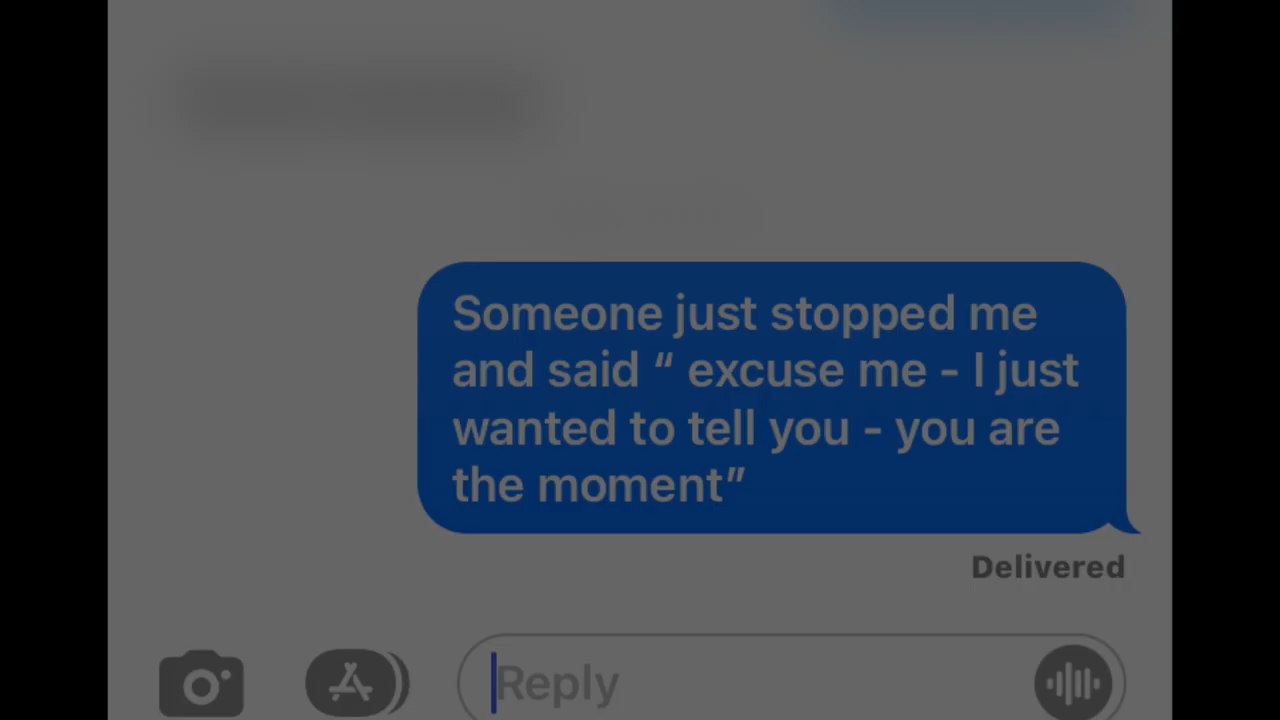 Someone just stopped me
and said “ excuse me - I just
wanted to tell you - you are
the moment”
Delivered
Reply